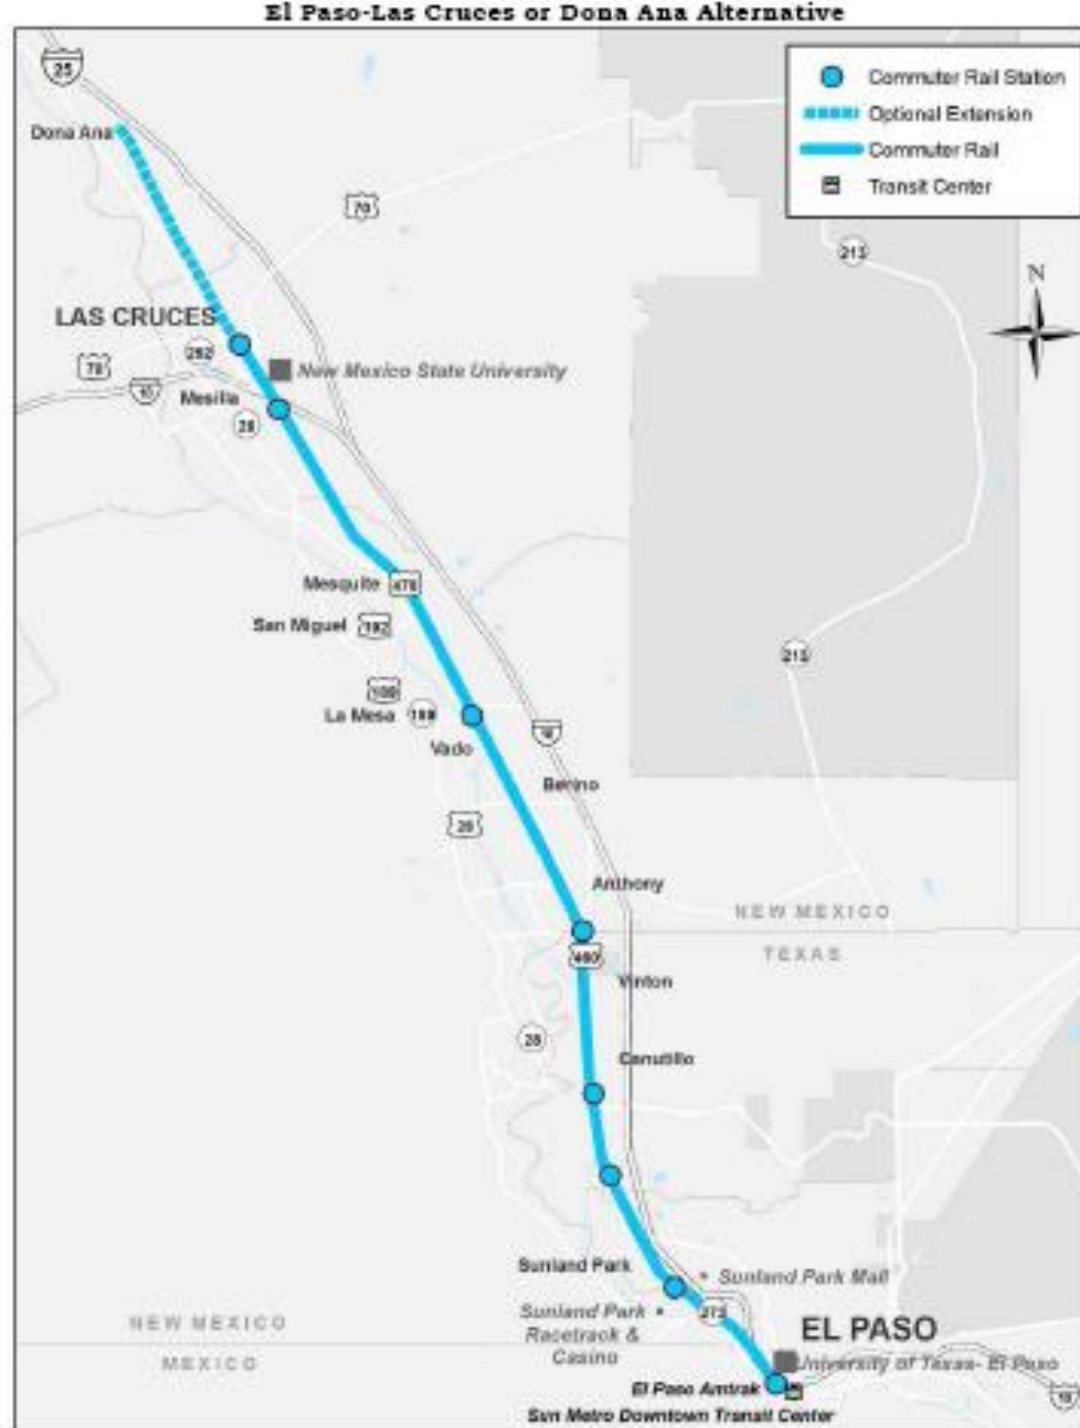 El Paso-Las Cruces or Dona Ana Alternative
25
Commuter Rail Station
Optional Extension
Commuter Rail
Transit Center
Dona Ana
70
213
N
LAS CRUCES
292
70
New Mexico State University
10
Mesilla
28
Mesquite 478
San Miguel 192
La Mesa 189
10
Vado
213
Berino
28
Anthony
NEW MEXICO
TEXAS
460
Vinton
28
Canutillo
Sunland Park
Sunland Park Mall
Sunland Park
Racetrack &
Casino
273
NEW MEXICO
MEXICO
EL PASO
University of Texas- El Paso
El Paso Amtrak
10
Sun Metro Downtown Transit Center